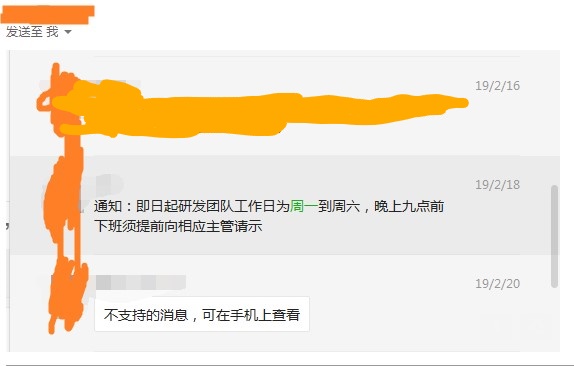 发送至 我
19/2/16
19/2/18
通知：即日起研发团队工作日为周一到周六，晚上九点前
下班须提前向相应主管请示
19/2/20
不支持的消息，可在手机上查看